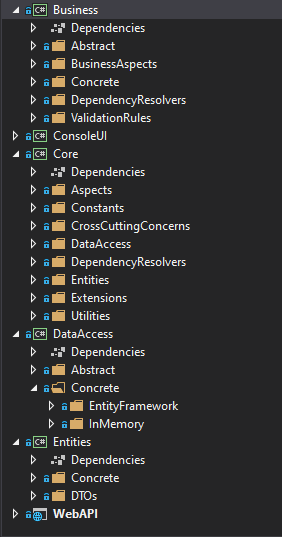 C# Business
Dependencies
Abstract
BusinessAspects
Concrete
DependencyResolvers
ValidationRules
C# ConsoleUI
C# Core
Dependencies
Aspects
Constants
CrossCuttingConcerns
DataAccess
DependencyResolvers
Entities
Extensions
Utilities
C# DataAccess
Dependencies
Abstract
Concrete
EntityFramework
InMemory
C# Entities
Dependencies
Concrete
DTOs
WebAPI